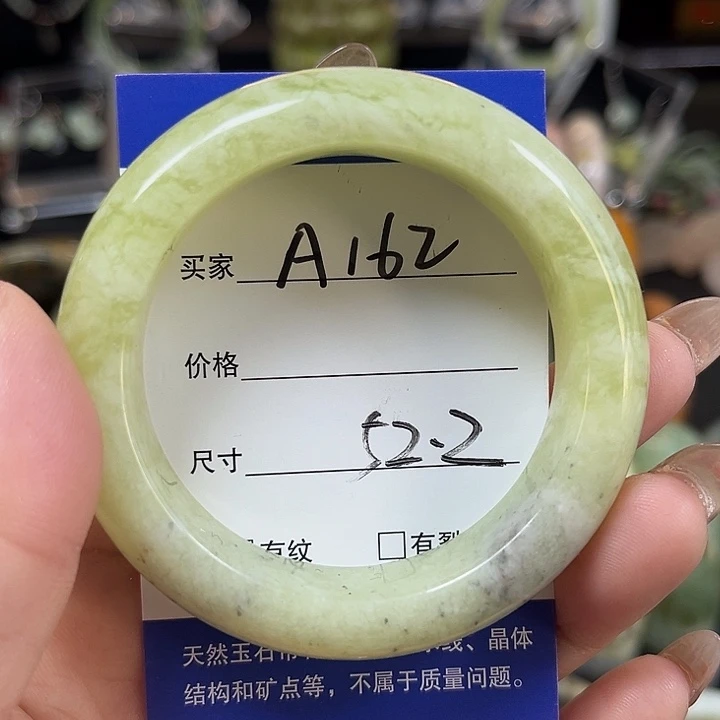 买家 A162
价格
尺寸 52.2
有纹 □有裂
天然玉石带 线、晶体
结构和矿点等，不属于质量问题。